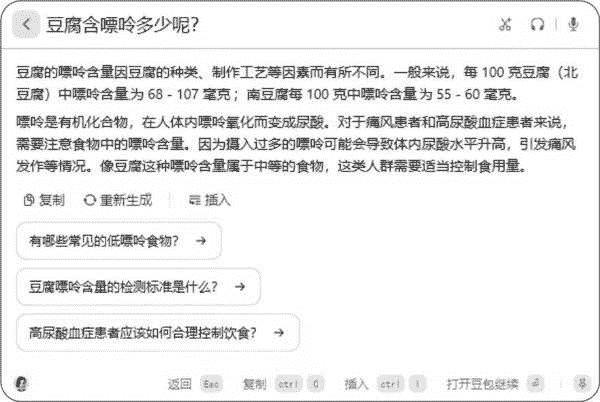 豆腐含嘌呤多少呢？
豆腐的嘌呤含量因豆腐的种类、制作工艺等因素而有所不同。一般来说，每 100 克豆腐（北
豆腐）中嘌呤含量为 68 - 107 毫克；南豆腐每 100 克中嘌呤含量为 55 - 60 毫克。
嘌呤是有机化合物，在人体内嘌呤氧化而变成尿酸。对于痛风患者和高尿酸血症患者来说，
需要注意食物中的嘌呤含量。因为摄入过多的嘌呤可能会导致体内尿酸水平升高，引发痛风
发作等情况。像豆腐这种嘌呤含量属于中等的食物，这类人群需要适当控制食用量。
复制 重新生成 插入
有哪些常见的低嘌呤食物？ →
豆腐嘌呤含量的检测标准是什么？ →
高尿酸血症患者应该如何合理控制饮食？ →
返回 Esc 复制 ctrl C 插入 ctrl I 打开豆包继续